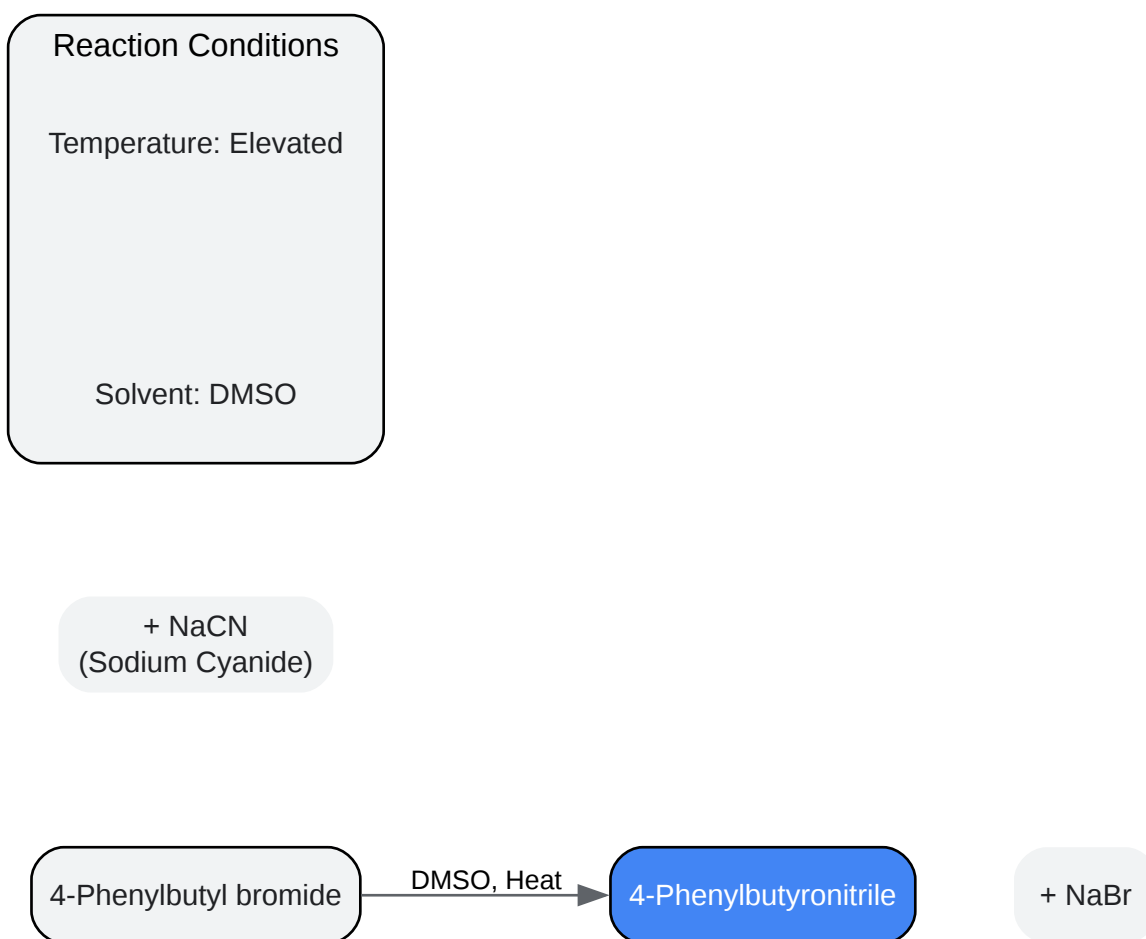 Reaction Conditions
Temperature: Elevated
Solvent: DMSO
+ NaCN
(Sodium Cyanide)
4-Phenylbutyl bromide
DMSO, Heat
4-Phenylbutyronitrile
+ NaBr